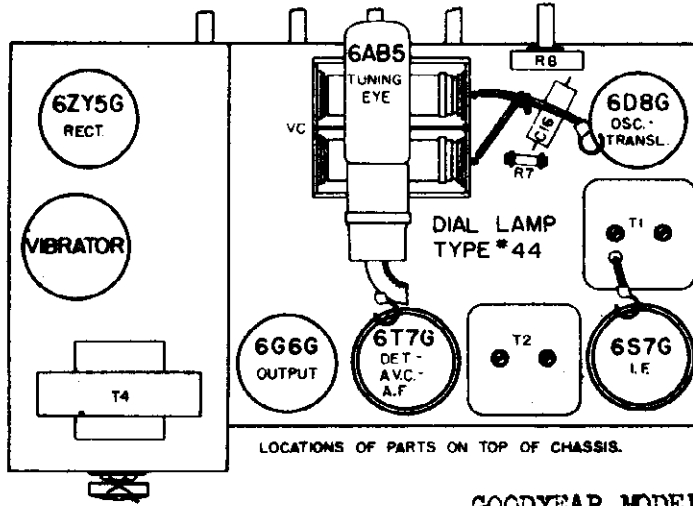 6AB5
TUNING
EYE
R8
6ZY5G
RECT.
VC
C16
6D8G
OSC.-
TRANSL.
R7
VIBRATOR
DIAL LAMP
TYPE #44
T1
6G6G
OUTPUT
6T7G
DET-
A.V.C.-
A.F
T2
6S7G
I.F.
T4
LOCATIONS OF PARTS ON TOP OF CHASSIS.
GOODYEAR MODEL